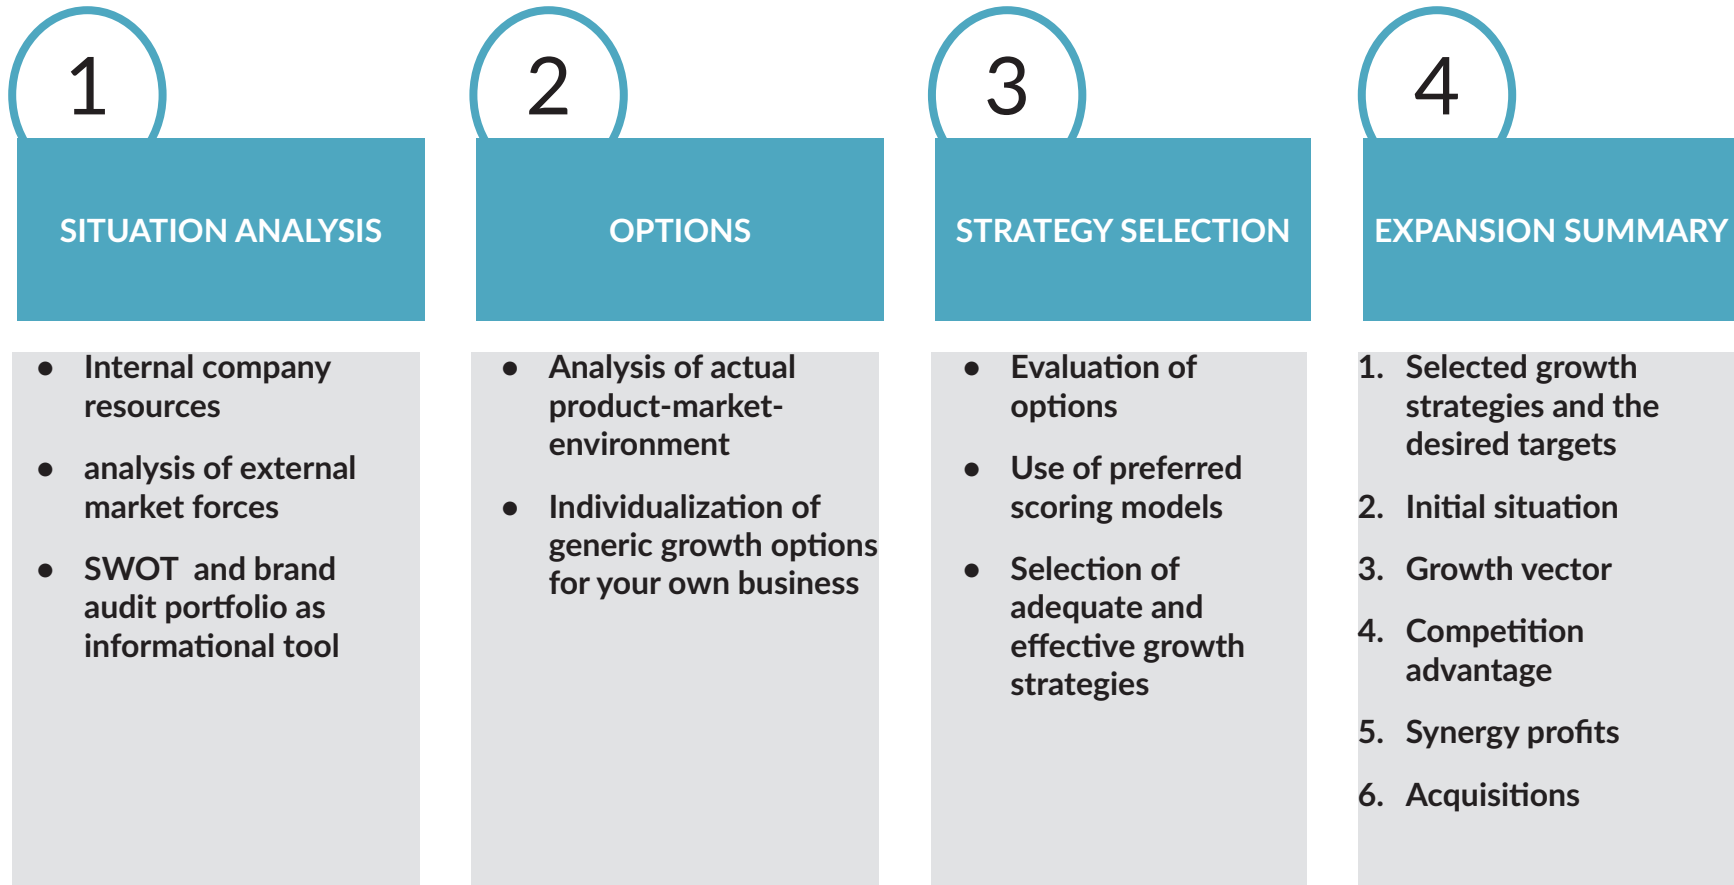 1
SITUATION ANALYSIS
● Internal company
resources
● analysis of external
market forces
● SWOT  and brand
audit portfolio as
informational tool
2
OPTIONS
● Analysis of actual
product-market-
environment
● Individualization of
generic growth options
for your own business
3
STRATEGY SELECTION
● Evaluation of
options
● Use of preferred
scoring models
● Selection of
adequate and
effective growth
strategies
4
EXPANSION SUMMARY
1. Selected growth
strategies and the
desired targets
2. Initial situation
3. Growth vector
4. Competition
advantage
5. Synergy profits
6. Acquisitions